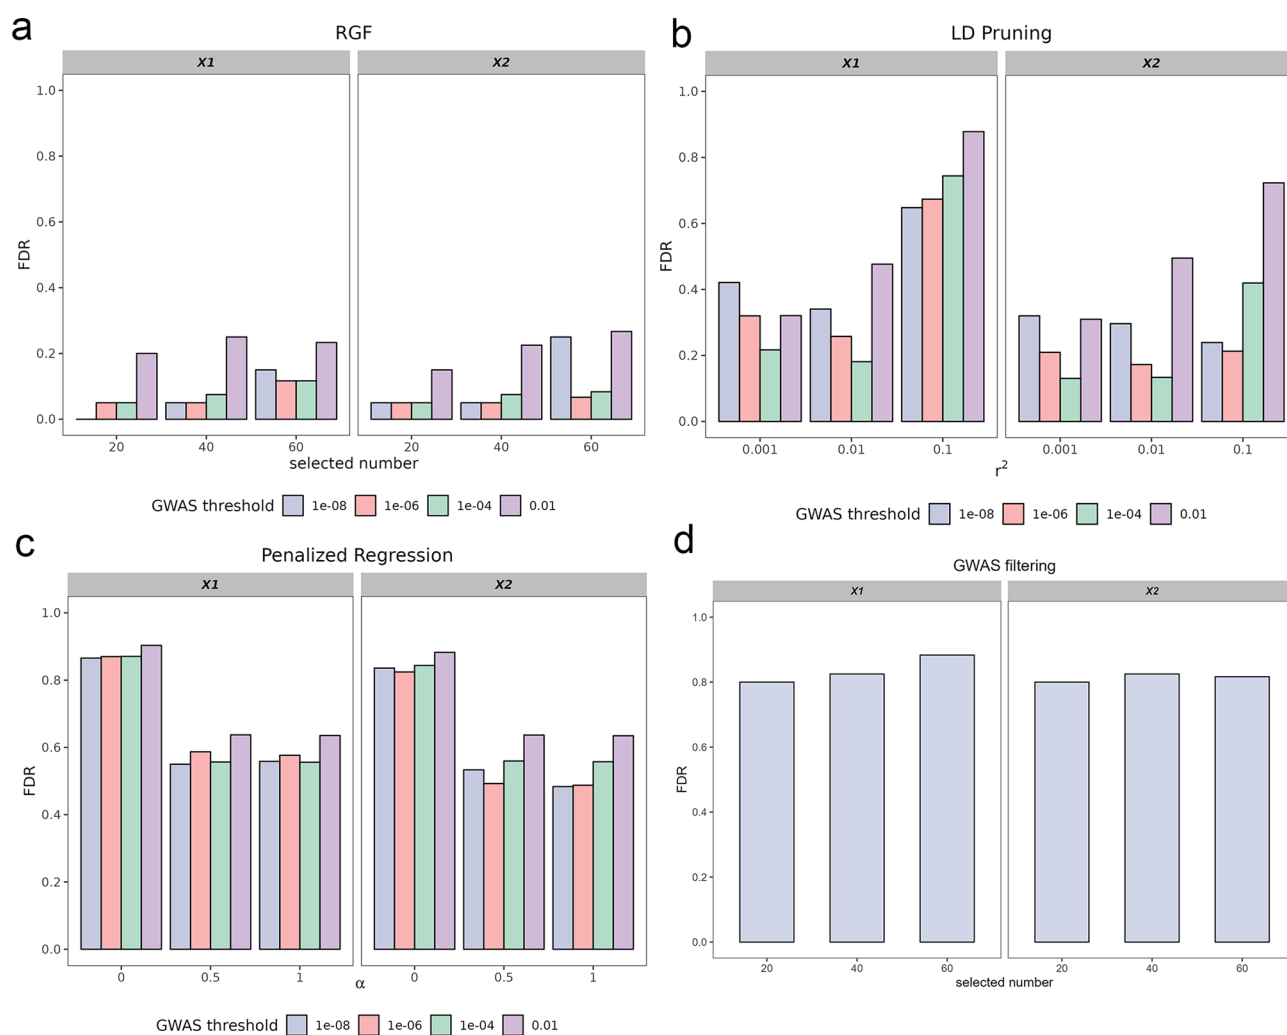 a
RGF
X1 X2
1.0
0.8
0.6
0.4
0.2
0.0
FDR
20 40 60 20 40 60
selected number
GWAS threshold 1e-08 1e-06 1e-04 0.01
b
LD Pruning
X1 X2
1.0
0.8
0.6
0.4
0.2
0.0
FDR
0.001 0.01 0.1 0.001 0.01 0.1
r²
GWAS threshold 1e-08 1e-06 1e-04 0.01
c
Penalized Regression
X1 X2
1.0
0.8
0.6
0.4
0.2
0.0
FDR
0 0.5 1 0 0.5 1
α
GWAS threshold 1e-08 1e-06 1e-04 0.01
d
GWAS filtering
X1 X2
1.0
0.8
0.6
0.4
0.2
0.0
FDR
20 40 60 20 40 60
selected number